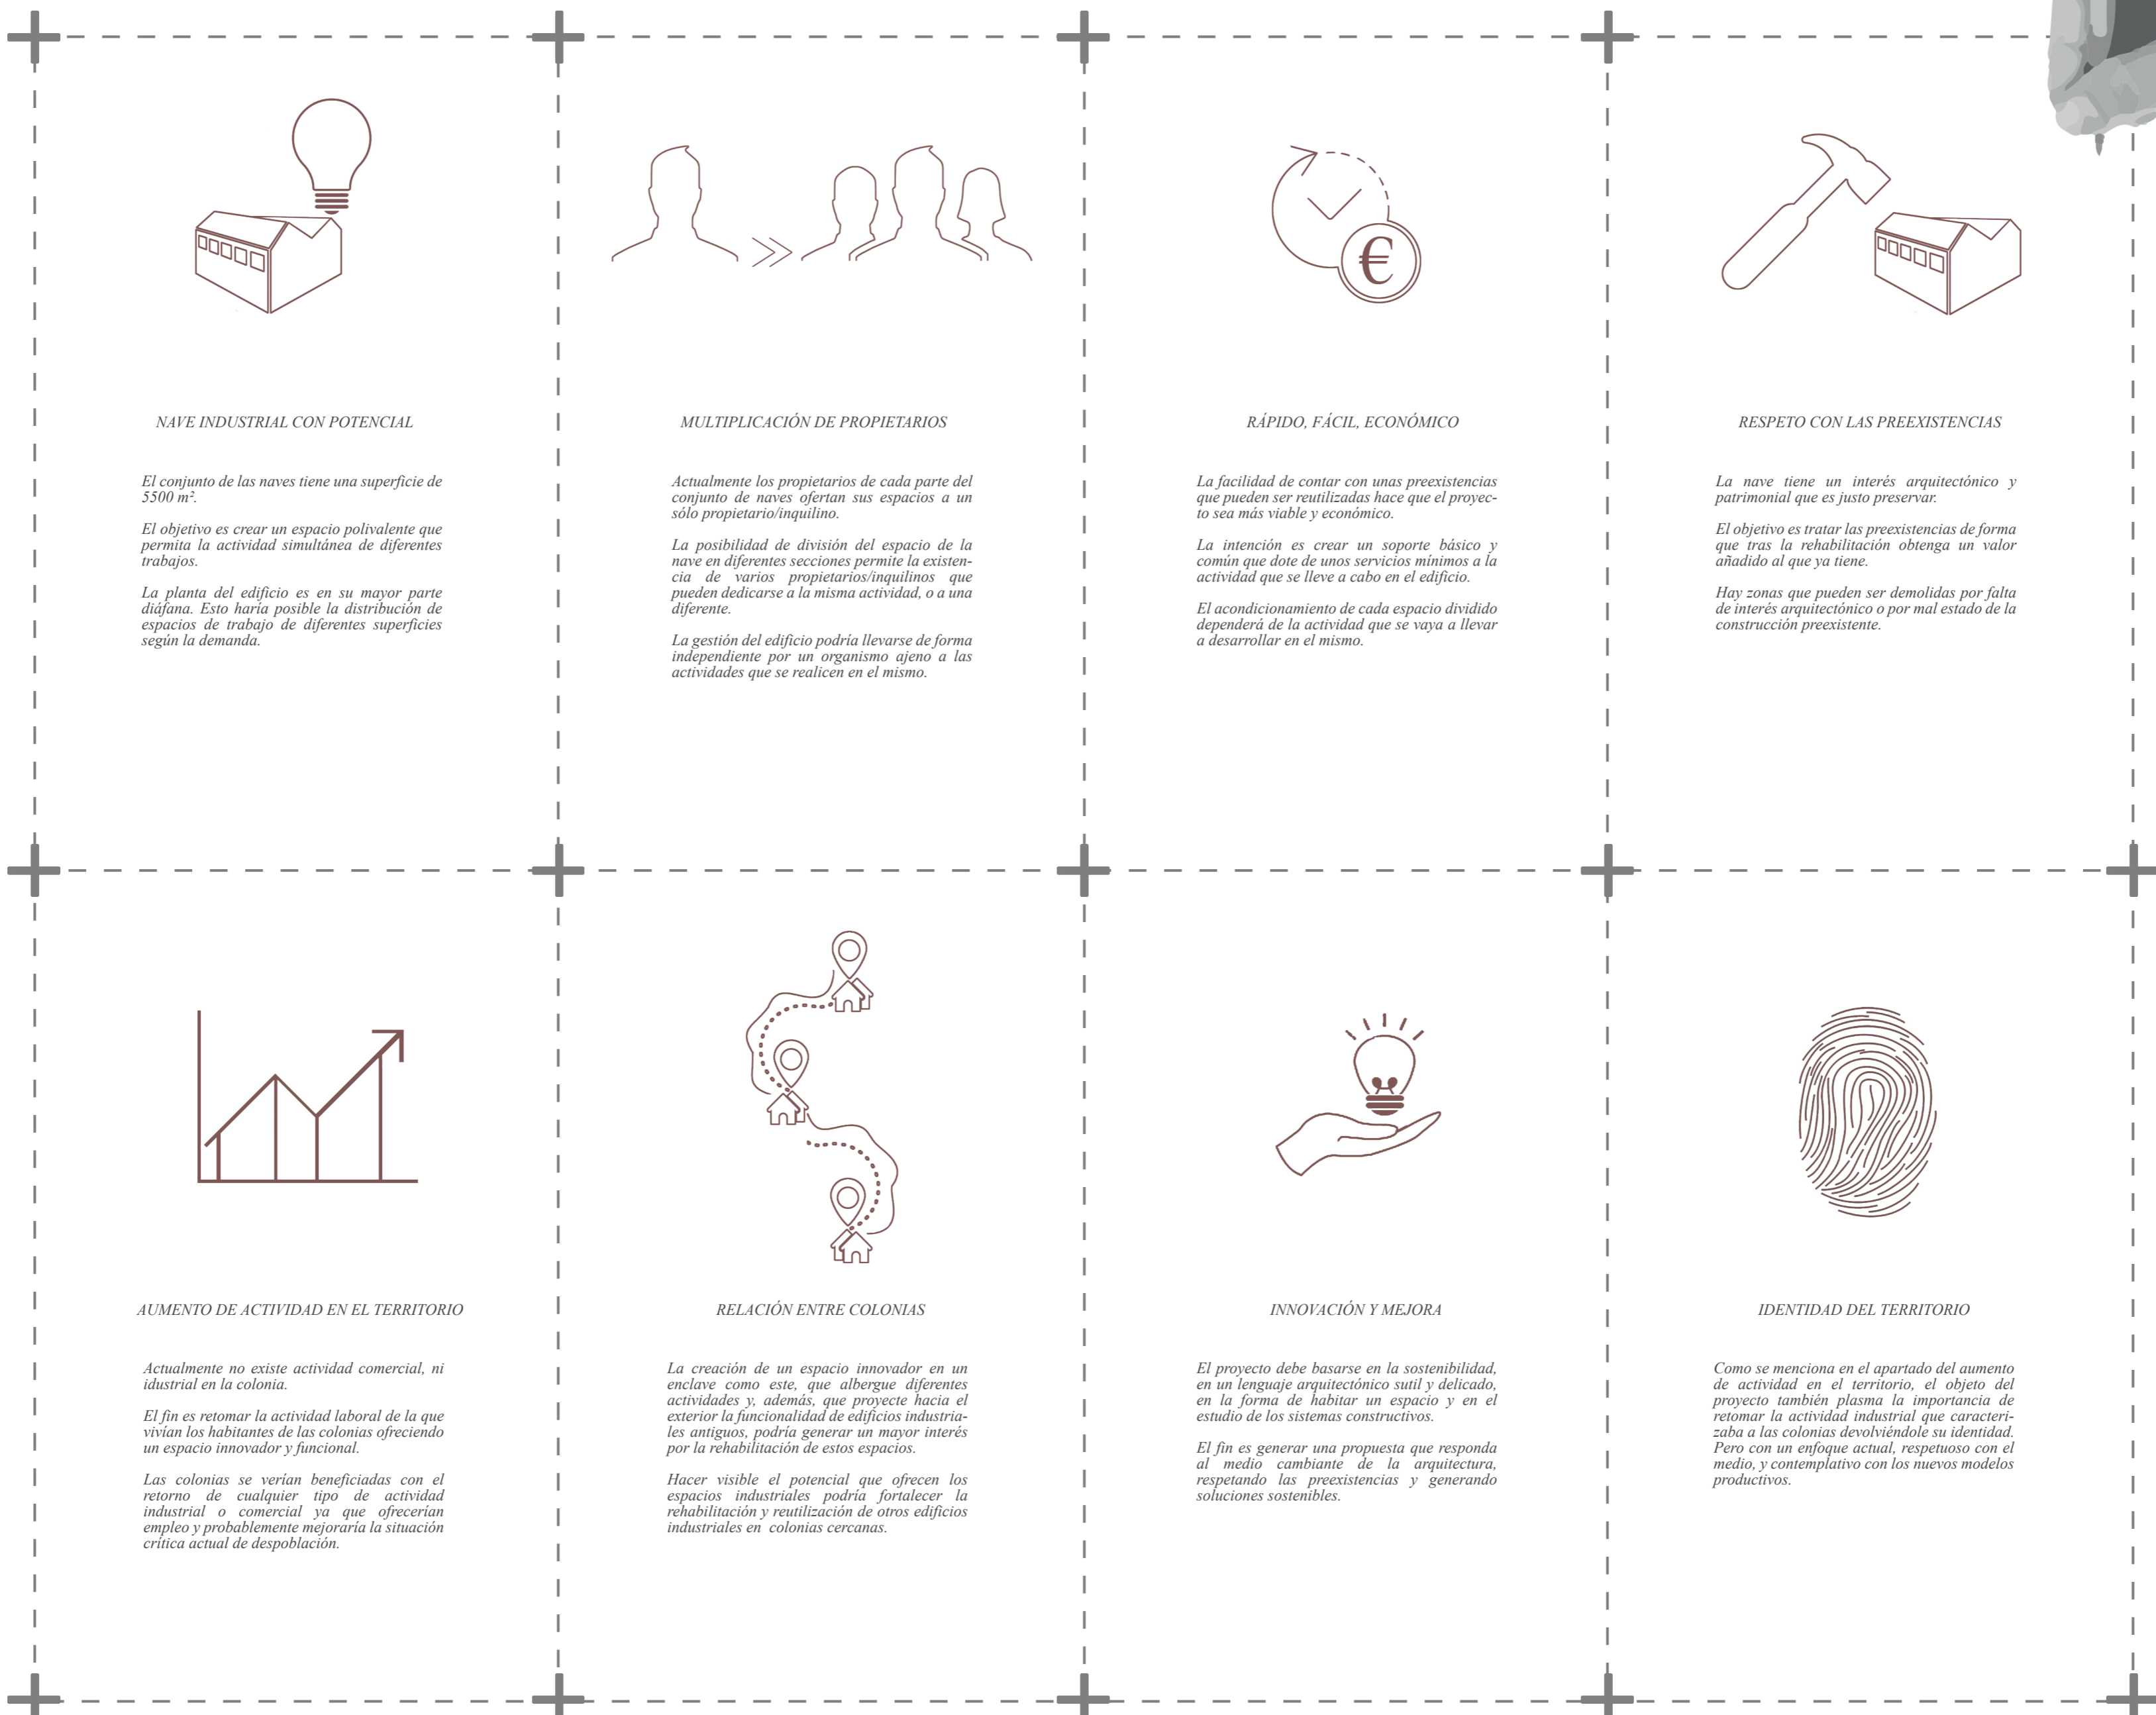 NAVE INDUSTRIAL CON POTENCIAL
El conjunto de las naves tiene una superficie de
5500 m².
El objetivo es crear un espacio polivalente que
permita la actividad simultánea de diferentes
trabajos.
La planta del edificio es en su mayor parte
diáfana. Esto haría posible la distribución de
espacios de trabajo de diferentes superficies
según la demanda.
MULTIPLICACIÓN DE PROPIETARIOS
Actualmente los propietarios de cada parte del
conjunto de naves ofertan sus espacios a un
sólo propietario/inquilino.
La posibilidad de división del espacio de la
nave en diferentes secciones permite la existen-
cia de varios propietarios/inquilinos que
pueden dedicarse a la misma actividad, o a una
diferente.
La gestión del edificio podría llevarse de forma
independiente por un organismo ajeno a las
actividades que se realicen en el mismo.
€
RÁPIDO, FÁCIL, ECONÓMICO
La facilidad de contar con unas preexistencias
que pueden ser reutilizadas hace que el proyec-
to sea más viable y económico.
La intención es crear un soporte básico y
común que dote de unos servicios mínimos a la
actividad que se lleve a cabo en el edificio.
El acondicionamiento de cada espacio dividido
dependerá de la actividad que se vaya a llevar
a desarrollar en el mismo.
RESPETO CON LAS PREEXISTENCIAS
La nave tiene un interés arquitectónico y
patrimonial que es justo preservar.
El objetivo es tratar las preexistencias de forma
que tras la rehabilitación obtenga un valor
añadido al que ya tiene.
Hay zonas que pueden ser demolidas por falta
de interés arquitectónico o por mal estado de la
construcción preexistente.
AUMENTO DE ACTIVIDAD EN EL TERRITORIO
Actualmente no existe actividad comercial, ni
idustrial en la colonia.
El fin es retomar la actividad laboral de la que
vivían los habitantes de las colonias ofreciendo
un espacio innovador y funcional.
Las colonias se verían beneficiadas con el
retorno de cualquier tipo de actividad
industrial o comercial ya que ofrecerían
empleo y probablemente mejoraría la situación
crítica actual de despoblación.
RELACIÓN ENTRE COLONIAS
La creación de un espacio innovador en un
enclave como este, que albergue diferentes
actividades y, además, que proyecte hacia el
exterior la funcionalidad de edificios industria-
les antiguos, podría generar un mayor interés
por la rehabilitación de estos espacios.
Hacer visible el potencial que ofrecen los
espacios industriales podría fortalecer la
rehabilitación y reutilización de otros edificios
industriales en colonias cercanas.
INNOVACIÓN Y MEJORA
El proyecto debe basarse en la sostenibilidad,
en un lenguaje arquitectónico sutil y delicado,
en la forma de habitar un espacio y en el
estudio de los sistemas constructivos.
El fin es generar una propuesta que responda
al medio cambiante de la arquitectura,
respetando las preexistencias y generando
soluciones sostenibles.
IDENTIDAD DEL TERRITORIO
Como se menciona en el apartado del aumento
de actividad en el territorio, el objeto del
proyecto también plasma la importancia de
retomar la actividad industrial que caracteri-
zaba a las colonias devolviéndole su identidad.
Pero con un enfoque actual, respetuoso con el
medio, y contemplativo con los nuevos modelos
productivos.